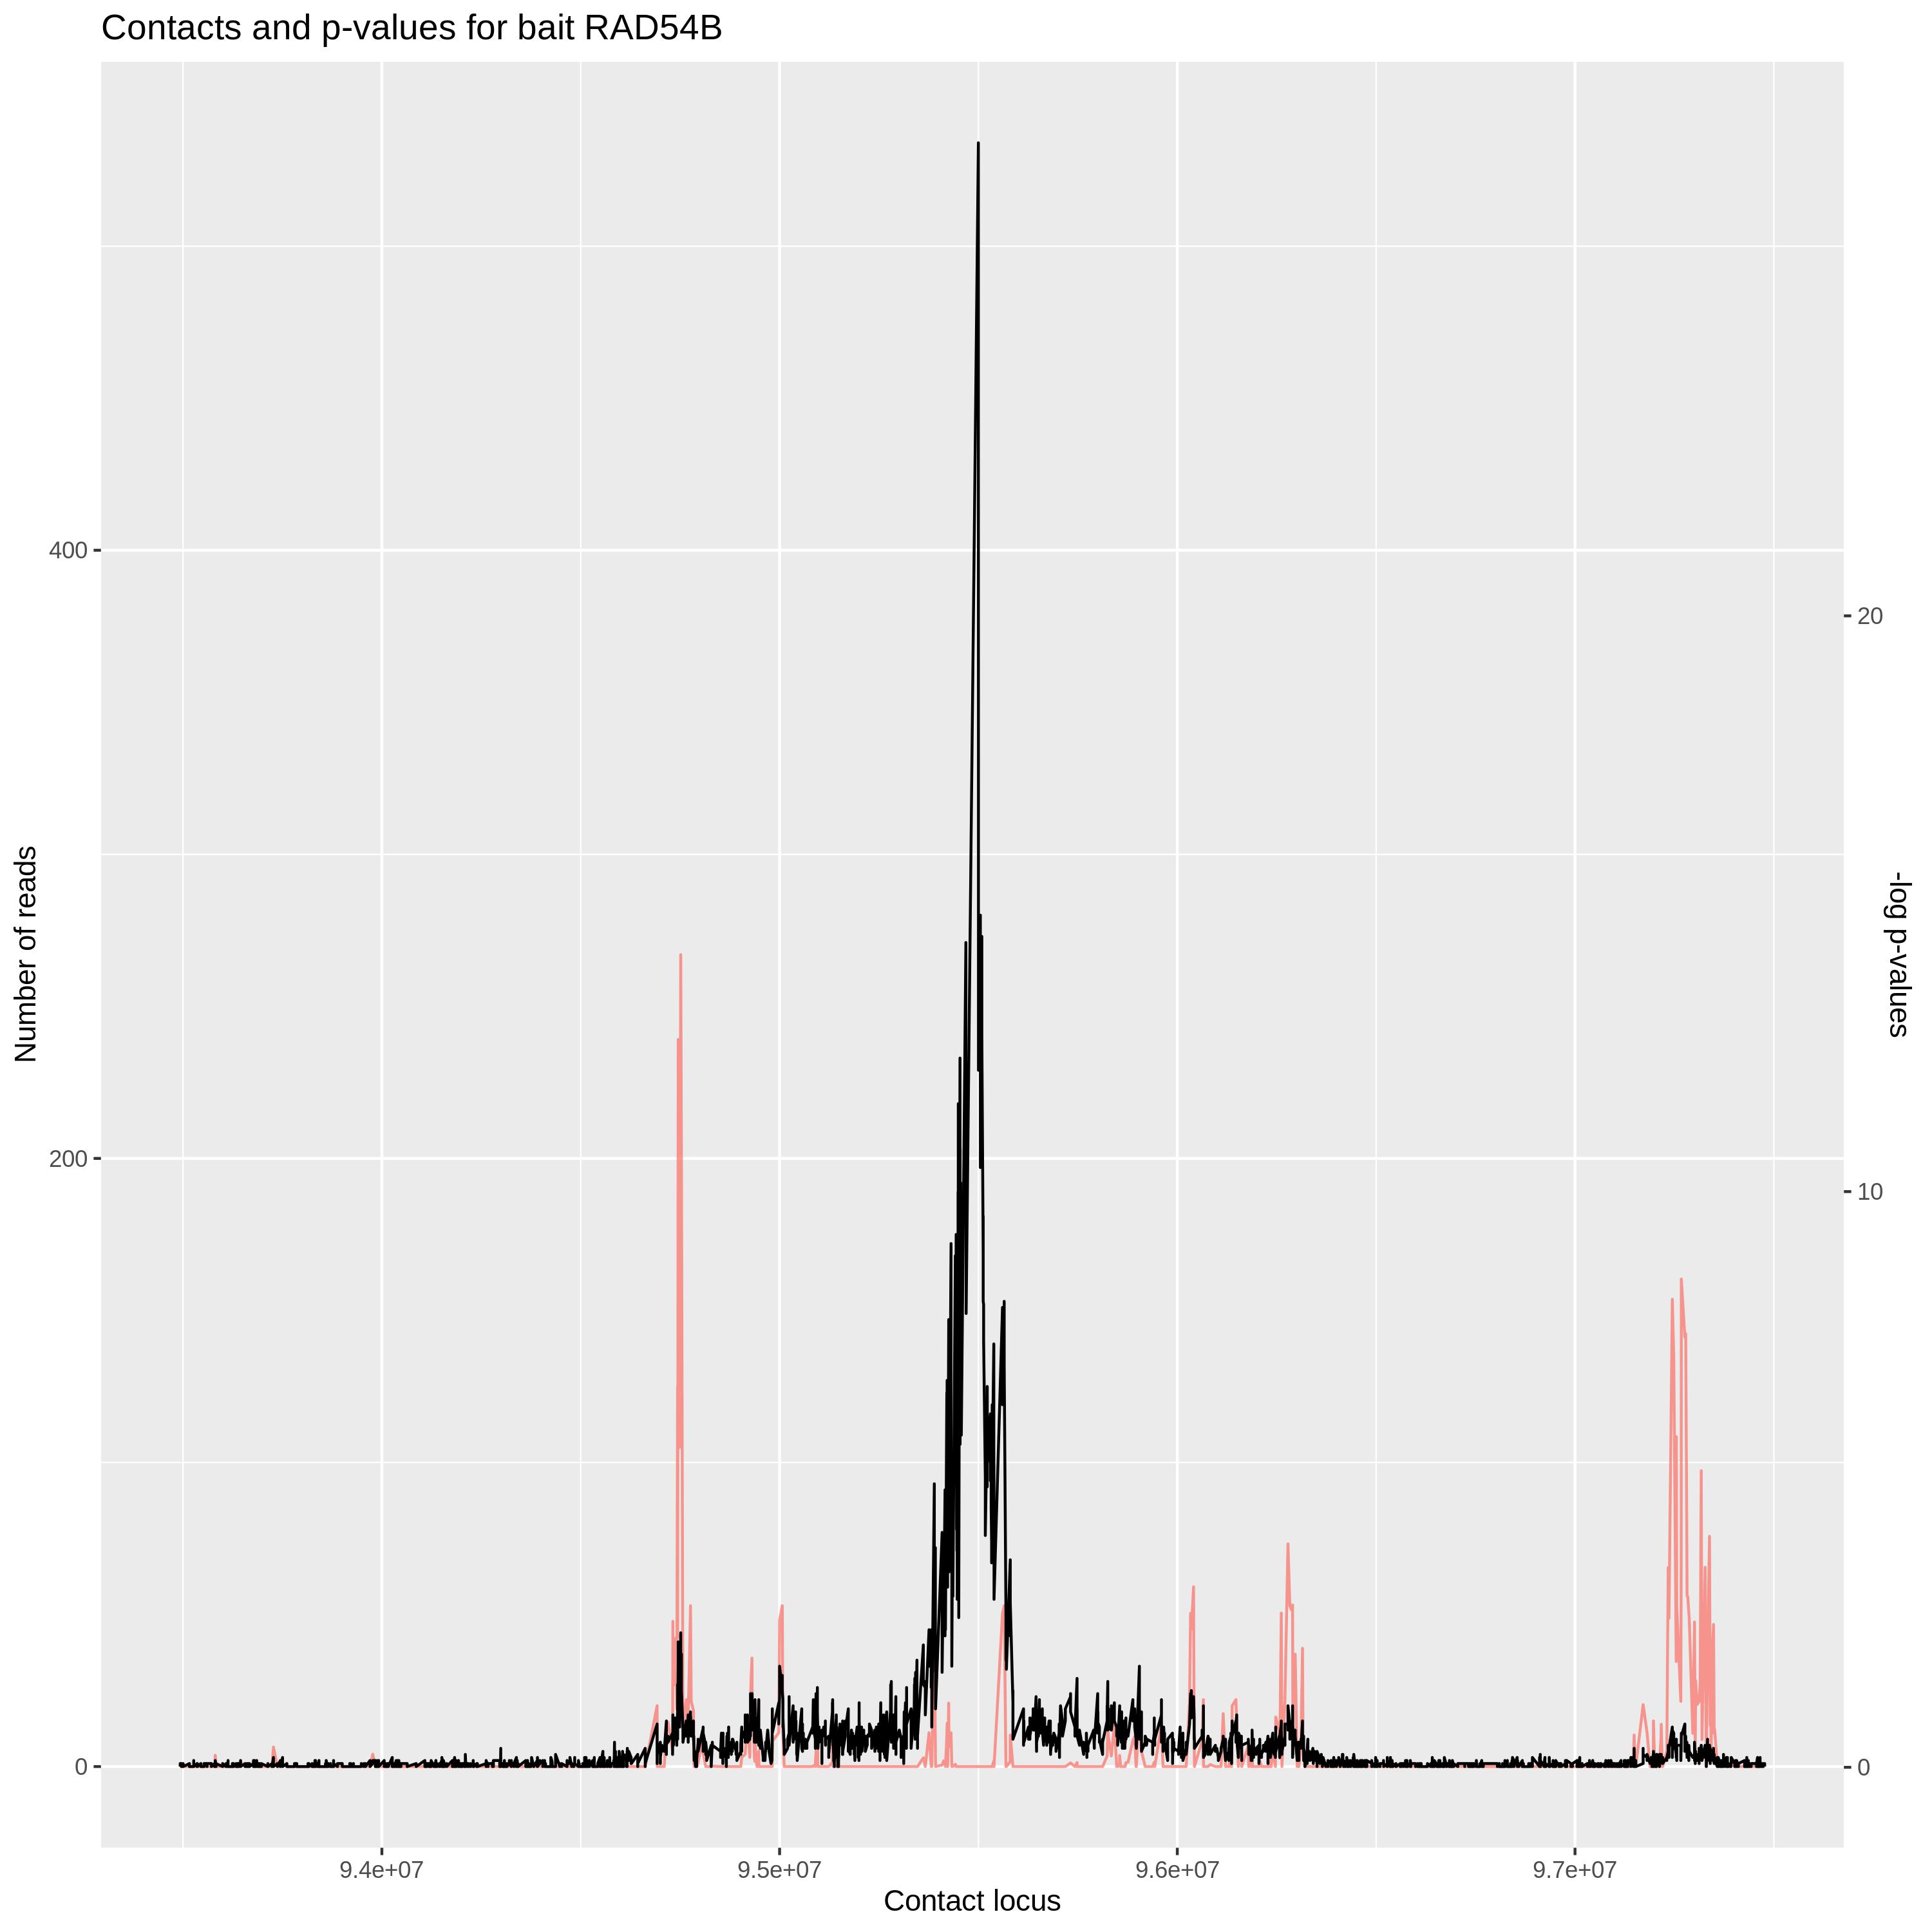 Contacts and p-values for bait RAD54B
Number of reads
400
200
0
20
10
0
-log p-values
9.4e+07
9.5e+07
9.6e+07
9.7e+07
Contact locus